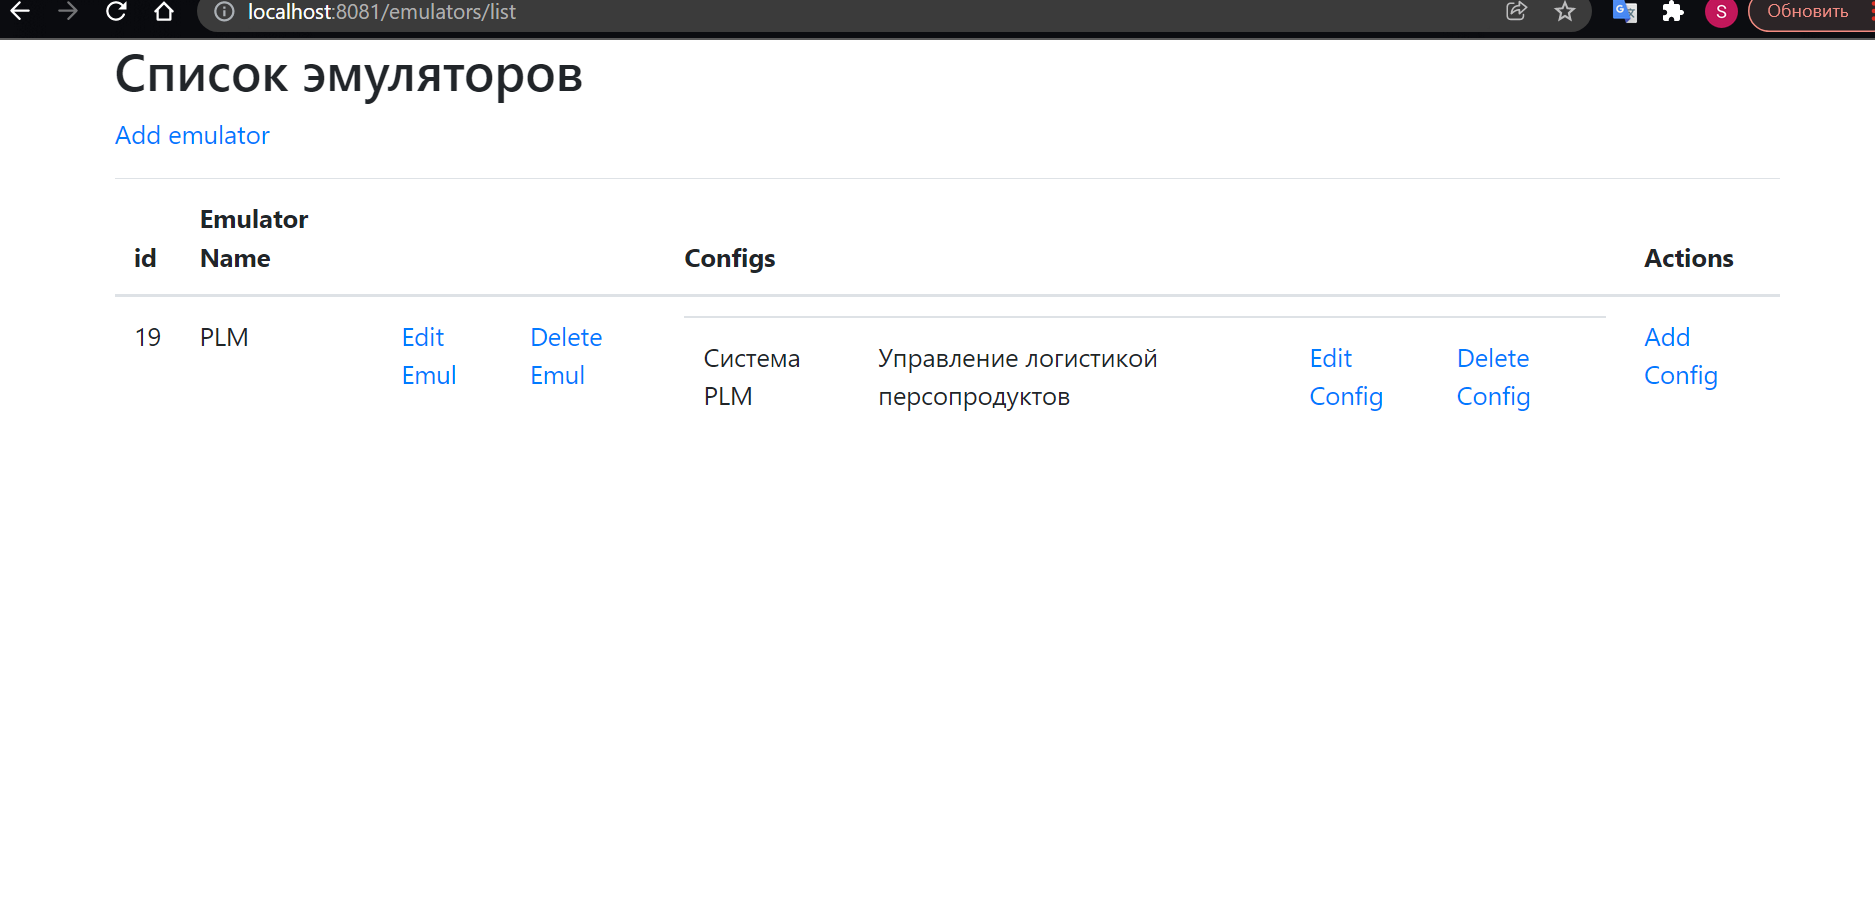 localhost:8081/emulators/list
S
Обновить
Список эмуляторов
Add emulator
id
Emulator
Name
Configs
Actions
19
PLM
Edit
Emul
Delete
Emul
Система
PLM
Управление логистикой
персопродуктов
Edit
Config
Delete
Config
Add
Config